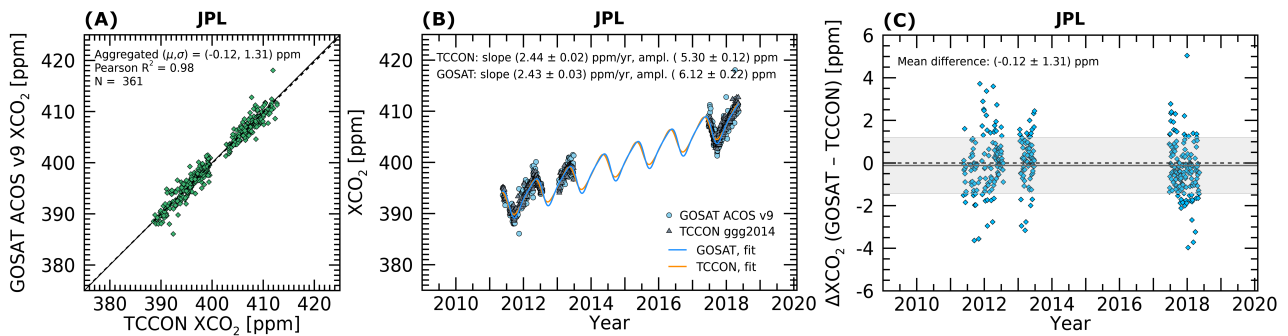 (A) JPL
Aggregated (μ,σ) = (-0.12, 1.31) ppm
Pearson R² = 0.98
N = 361
GOSAT ACOS v9 XCO₂ [ppm]
420
410
400
390
380
380 390 400 410 420
TCCON XCO₂ [ppm]
(B) JPL
TCCON: slope (2.44 ± 0.02) ppm/yr, ampl. ( 5.30 ± 0.12) ppm
GOSAT: slope (2.43 ± 0.03) ppm/yr, ampl. ( 6.12 ± 0.22) ppm
XCO₂ [ppm]
420
410
400
390
380
GOSAT ACOS v9
TCCON ggg2014
GOSAT, fit
TCCON, fit
2010 2012 2014 2016 2018 2020
Year
(C) JPL
Mean difference: (-0.12 ± 1.31) ppm
ΔXCO₂ (GOSAT − TCCON) [ppm]
6
4
2
0
-2
-4
-6
2010 2012 2014 2016 2018 2020
Year